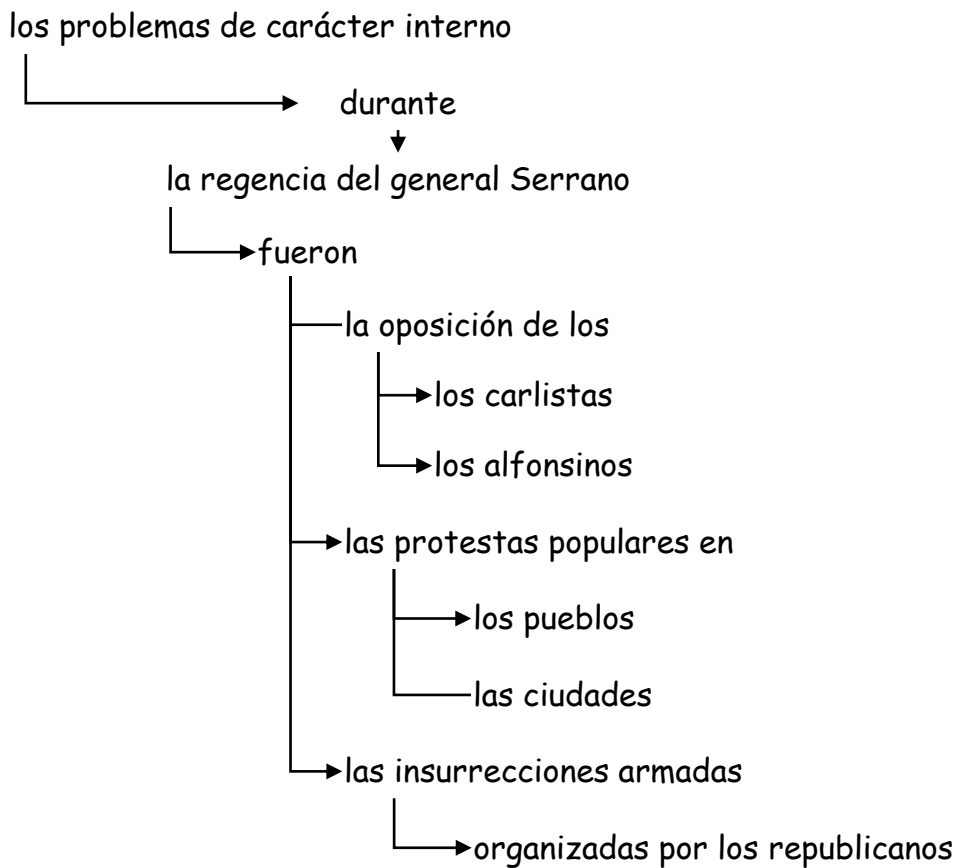 los problemas de carácter interno
durante
la regencia del general Serrano
fueron
la oposición de los
los carlistas
los alfonsinos
las protestas populares en
los pueblos
las ciudades
las insurrecciones armadas
organizadas por los republicanos